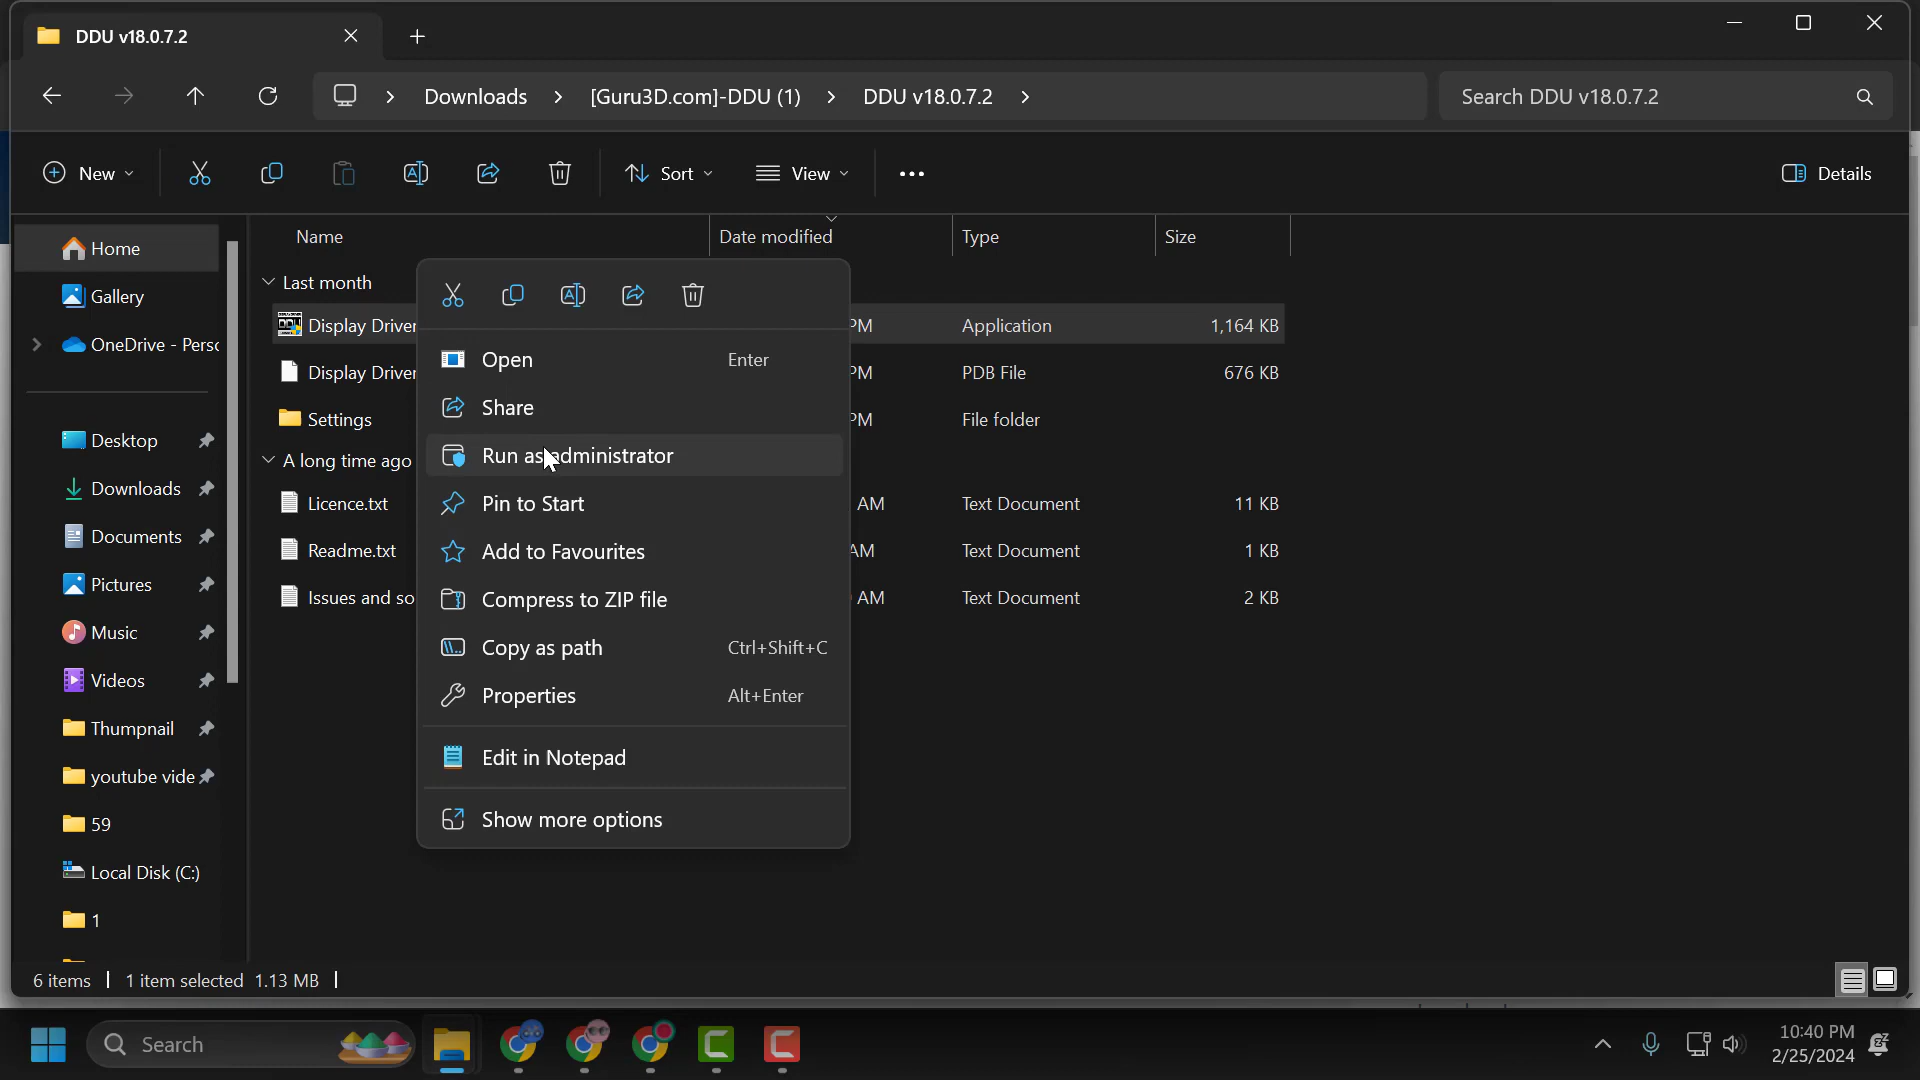 DDU v18.0.7.2
Downloads [Guru3D.com]-DDU (1) DDU v18.0.7.2
Search DDU v18.0.7.2
New
Sort
View
Details
Home
Gallery
OneDrive - Persc
Desktop
Downloads
Documents
Pictures
Music
Videos
Thumpnail
youtube vide
59
Local Disk (C:)
1
Name Date modified Type Size
Last month
Display Driver PM Application 1,164 KB
Display Driver PM PDB File 676 KB
Settings PM File folder
A long time ago
Licence.txt AM Text Document 11 KB
Readme.txt AM Text Document 1 KB
Issues and so AM Text Document 2 KB
Open Enter
Share
Run as administrator
Pin to Start
Add to Favourites
Compress to ZIP file
Copy as path Ctrl+Shift+C
Properties Alt+Enter
Edit in Notepad
Show more options
6 items 1 item selected 1.13 MB
Search
10:40 PM
2/25/2024